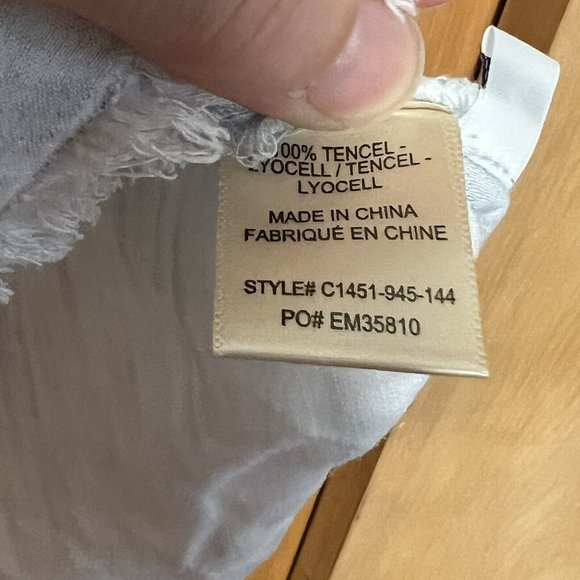 00% TENCEL -
LYOCELL / TENCEL -
LYOCELL
MADE IN CHINA
FABRIQUÉ EN CHINE
STYLE# C1451-945-144
PO# EM35810